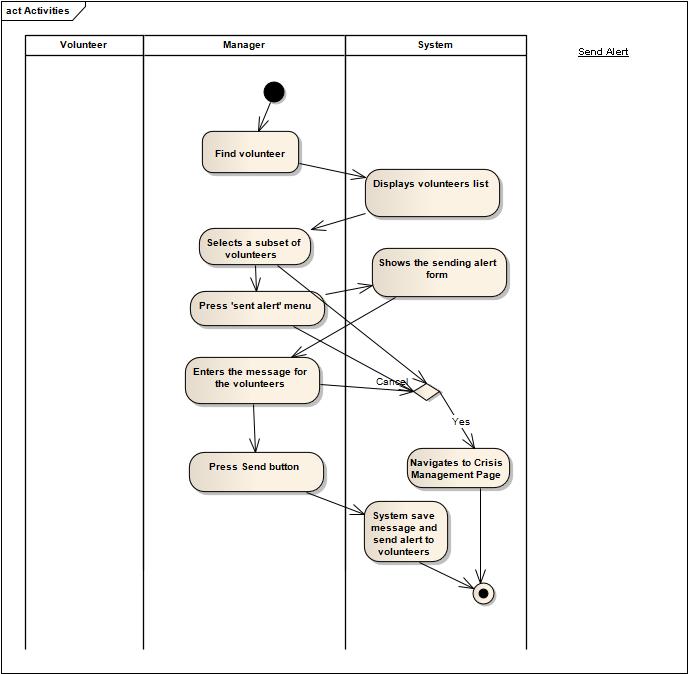 act Activities
Volunteer
Manager
System
Send Alert
Find volunteer
Displays volunteers list
Selects a subset of
volunteers
Shows the sending alert
form
Press 'sent alert' menu
Enters the message for
the volunteers
Cancel
Yes
Press Send button
Navigates to Crisis
Management Page
System save
message and
send alert to
volunteers